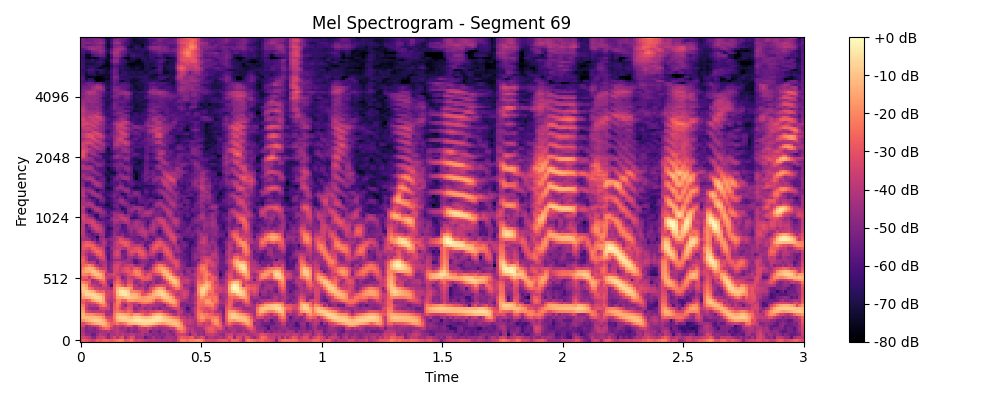 Mel Spectrogram - Segment 69
Frequency
4096
2048
1024
512
0
0
0.5
1
1.5
2
2.5
3
Time
+0 dB
-10 dB
-20 dB
-30 dB
-40 dB
-50 dB
-60 dB
-70 dB
-80 dB